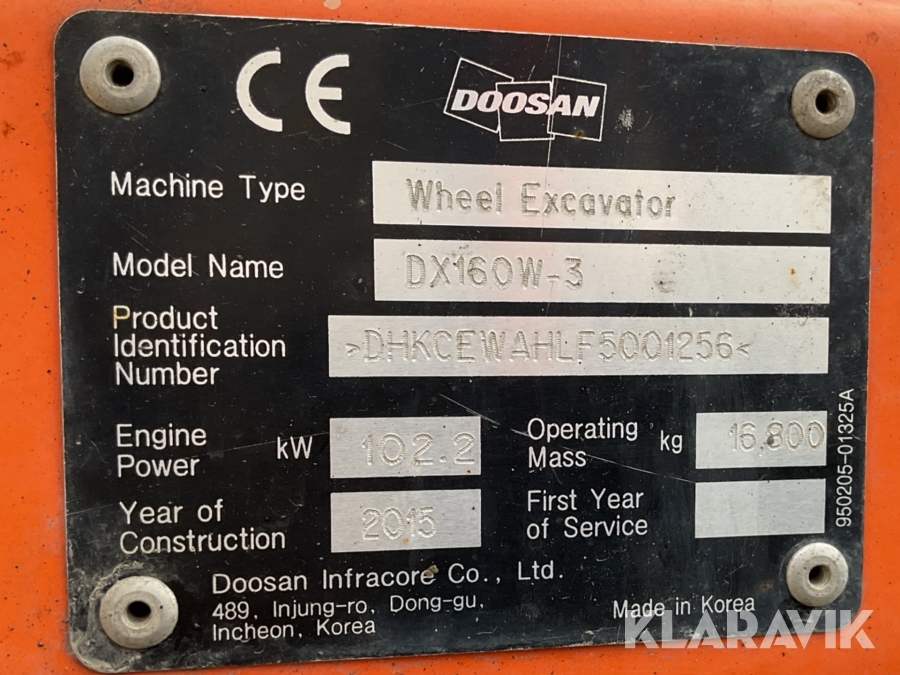 CE DOOSAN
Machine Type Wheel Excavator
Model Name DX160W-3
Product
Identification >DHKCEWAHLF5001256<
Number
Engine
Power kW 102.2
Operating
Mass kg 16,800
Year of
Construction 2015
First Year
of Service
Doosan Infracore Co., Ltd.
489, Injung-ro, Dong-gu,
Incheon, Korea
Made in Korea
950205-01325A
KLARAVIK